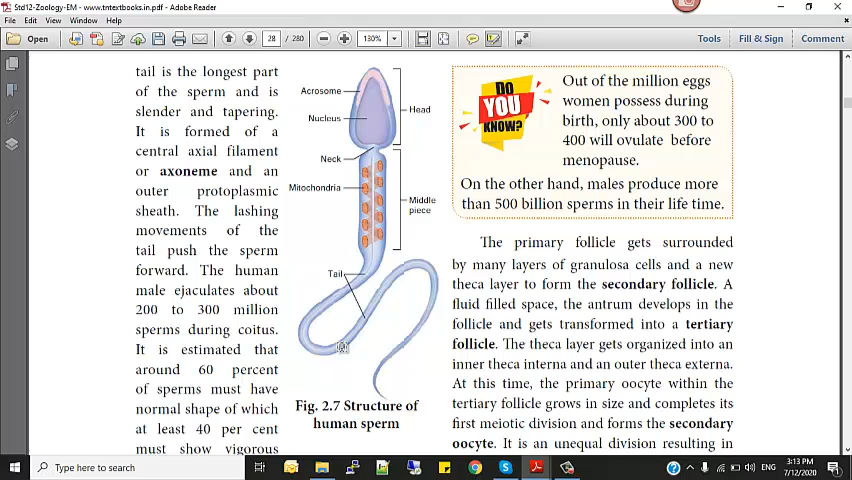 Std12-Zoology-EM - www.tntextbooks.in.pdf - Adobe Reader
File Edit View Window Help
Open
28 / 280
130%
Tools
Fill & Sign
Comment
tail is the longest part
of the sperm and is
slender and tapering.
It is formed of a
central axial filament
or axoneme and an
outer protoplasmic
sheath. The lashing
movements of the
tail push the sperm
forward. The human
male ejaculates about
200 to 300 million
sperms during coitus.
It is estimated that
around 60 percent
of sperms must have
normal shape of which
at least 40 per cent
must show vigorous
Acrosome
Nucleus
Head
Neck
Mitochondria
Middle
piece
Tail
Fig. 2.7 Structure of
human sperm
DO
YOU
KNOW?
Out of the million eggs
women possess during
birth, only about 300 to
400 will ovulate before
menopause.
On the other hand, males produce more
than 500 billion sperms in their life time.
The primary follicle gets surrounded
by many layers of granulosa cells and a new
theca layer to form the secondary follicle. A
fluid filled space, the antrum develops in the
follicle and gets transformed into a tertiary
follicle. The theca layer gets organized into an
inner theca interna and an outer theca externa.
At this time, the primary oocyte within the
tertiary follicle grows in size and completes its
first meiotic division and forms the secondary
oocyte. It is an unequal division resulting in
Type here to search
ENG
3:13 PM
7/12/2020